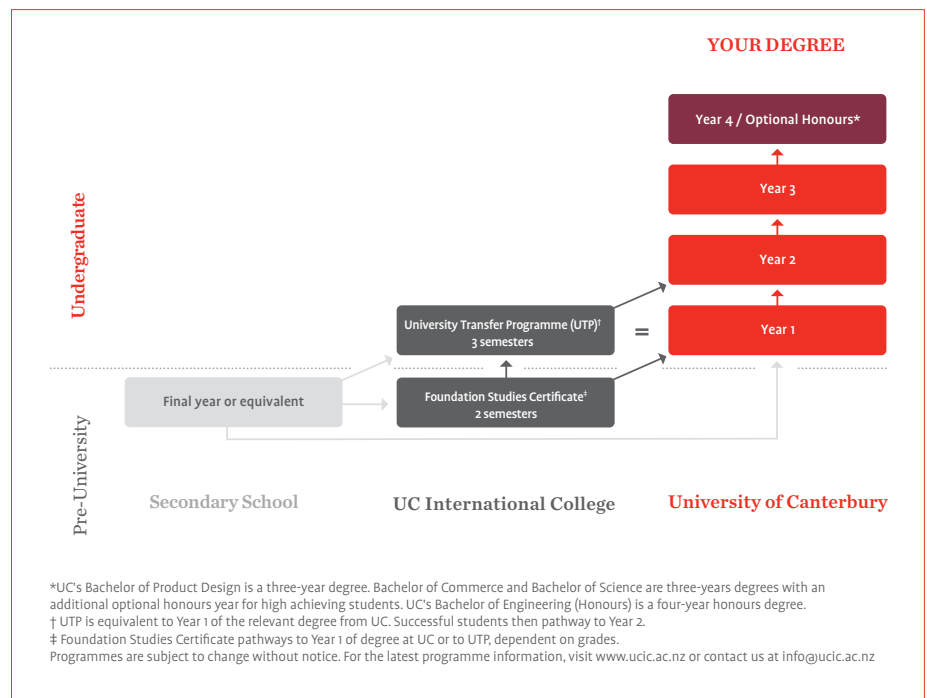 YOUR DEGREE
Year 4 / Optional Honours*
Year 3
Year 2
Undergraduate
University Transfer Programme (UTP)†
3 semesters
=
Year 1
Final year or equivalent
Foundation Studies Certificate‡
2 semesters
Pre-University
Secondary School
UC International College
University of Canterbury
*UC's Bachelor of Product Design is a three-year degree. Bachelor of Commerce and Bachelor of Science are three-years degrees with an
additional optional honours year for high achieving students. UC's Bachelor of Engineering (Honours) is a four-year honours degree.
† UTP is equivalent to Year 1 of the relevant degree from UC. Successful students then pathway to Year 2.
‡ Foundation Studies Certificate pathways to Year 1 of degree at UC or to UTP, dependent on grades.
Programmes are subject to change without notice. For the latest programme information, visit www.ucic.ac.nz or contact us at info@ucic.ac.nz